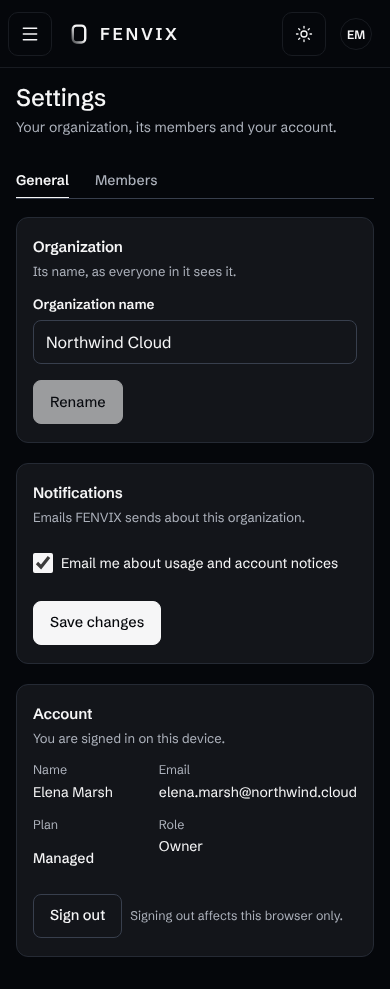 FENVIX
EM
Settings
Your organization, its members and your account.
General Members
Organization
Its name, as everyone in it sees it.
Organization name
Northwind Cloud
Rename
Notifications
Emails FENVIX sends about this organization.
Email me about usage and account notices
Save changes
Account
You are signed in on this device.
Name Email
Elena Marsh elena.marsh@northwind.cloud
Plan Role
Managed Owner
Sign out Signing out affects this browser only.